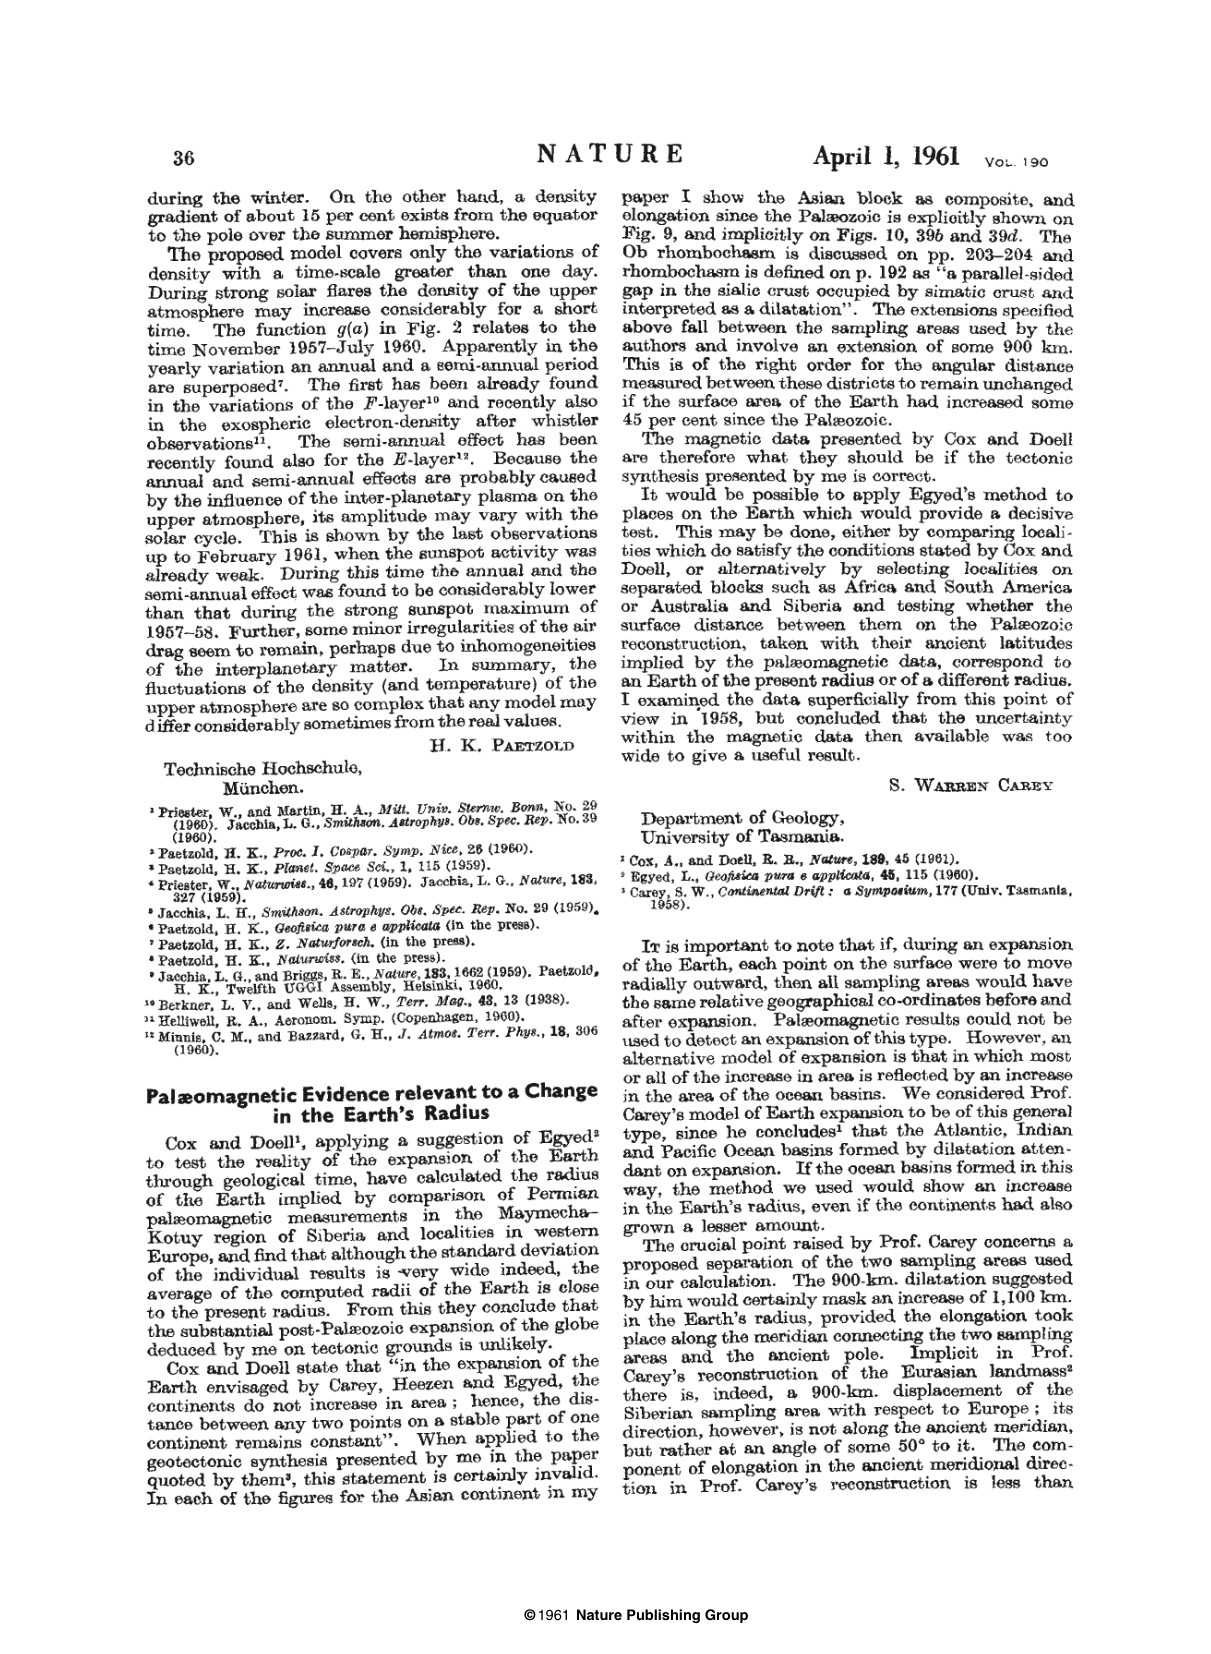 36
NATURE
April 1, 1961 VOL. 190
during the winter. On the other hand, a density
gradient of about 15 per cent exists from the equator
to the pole over the summer hemisphere.
The proposed model covers only the variations of
density with a time-scale greater than one day.
During strong solar flares the density of the upper
atmosphere may increase considerably for a short
time. The function g(a) in Fig. 2 relates to the
time November 1957–July 1960. Apparently in the
yearly variation an annual and a semi-annual period
are superposed⁷. The first has been already found
in the variations of the F-layer¹⁰ and recently also
in the exospheric electron-density after whistler
observations¹¹. The semi-annual effect has been
recently found also for the E-layer¹². Because the
annual and semi-annual effects are probably caused
by the influence of the inter-planetary plasma on the
upper atmosphere, its amplitude may vary with the
solar cycle. This is shown by the last observations
up to February 1961, when the sunspot activity was
already weak. During this time the annual and the
semi-annual effect was found to be considerably lower
than that during the strong sunspot maximum of
1957–58. Further, some minor irregularities of the air
drag seem to remain, perhaps due to inhomogeneities
of the interplanetary matter. In summary, the
fluctuations of the density (and temperature) of the
upper atmosphere are so complex that any model may
differ considerably sometimes from the real values.
H. K. PAETZOLD
Technische Hochschule,
München.
¹ Priester, W., and Martin, H. A., Mitt. Univ. Sternw. Bonn, No. 29
(1960). Jacchia, L. G., Smithson. Astrophys. Obs. Spec. Rep. No. 39
(1960).
² Paetzold, H. K., Proc. I. Cospar. Symp. Nice, 26 (1960).
³ Paetzold, H. K., Planet. Space Sci., 1, 115 (1959).
⁴ Priester, W., Naturwiss., 46, 197 (1959). Jacchia, L. G., Nature, 183,
327 (1959).
⁵ Jacchia, L. H., Smithson. Astrophys. Obs. Spec. Rep. No. 29 (1959).
⁶ Paetzold, H. K., Geofisica pura e applicata (in the press).
⁷ Paetzold, H. K., Z. Naturforsch. (in the press).
⁸ Paetzold, H. K., Naturwiss. (in the press).
⁹ Jacchia, L. G., and Briggs, R. E., Nature, 183, 1662 (1959). Paetzold,
H. K., Twelfth UGGI Assembly, Helsinki, 1960.
¹⁰ Berkner, L. V., and Wells, H. W., Terr. Mag., 43, 13 (1938).
¹¹ Helliwell, R. A., Aeronom. Symp. (Copenhagen, 1960).
¹² Minnis, C. M., and Bazzard, G. H., J. Atmos. Terr. Phys., 18, 306
(1960).
Palæomagnetic Evidence relevant to a Change
in the Earth's Radius
Cox and Doell¹, applying a suggestion of Egyed²
to test the reality of the expansion of the Earth
through geological time, have calculated the radius
of the Earth implied by comparison of Permian
palæomagnetic measurements in the Maymecha–
Kotuy region of Siberia and localities in western
Europe, and find that although the standard deviation
of the individual results is very wide indeed, the
average of the computed radii of the Earth is close
to the present radius. From this they conclude that
the substantial post-Palæozoic expansion of the globe
deduced by me on tectonic grounds is unlikely.
Cox and Doell state that "in the expansion of the
Earth envisaged by Carey, Heezen and Egyed, the
continents do not increase in area; hence, the dis-
tance between any two points on a stable part of one
continent remains constant". When applied to the
geotectonic synthesis presented by me in the paper
quoted by them³, this statement is certainly invalid.
In each of the figures for the Asian continent in my
paper I show the Asian block as composite, and
elongation since the Palæozoic is explicitly shown on
Fig. 9, and implicitly on Figs. 10, 39b and 39d. The
Ob rhombochasm is discussed on pp. 203–204 and
rhombochasm is defined on p. 192 as "a parallel-sided
gap in the sialic crust occupied by simatic crust and
interpreted as a dilatation". The extensions specified
above fall between the sampling areas used by the
authors and involve an extension of some 900 km.
This is of the right order for the angular distance
measured between these districts to remain unchanged
if the surface area of the Earth had increased some
45 per cent since the Palæozoic.
The magnetic data presented by Cox and Doell
are therefore what they should be if the tectonic
synthesis presented by me is correct.
It would be possible to apply Egyed's method to
places on the Earth which would provide a decisive
test. This may be done, either by comparing locali-
ties which do satisfy the conditions stated by Cox and
Doell, or alternatively by selecting localities on
separated blocks such as Africa and South America
or Australia and Siberia and testing whether the
surface distance between them on the Palæozoic
reconstruction, taken with their ancient latitudes
implied by the palæomagnetic data, correspond to
an Earth of the present radius or of a different radius.
I examined the data superficially from this point of
view in 1958, but concluded that the uncertainty
within the magnetic data then available was too
wide to give a useful result.
S. WARREN CAREY
Department of Geology,
University of Tasmania.
¹ Cox, A., and Doell, R. R., Nature, 189, 45 (1961).
² Egyed, L., Geofisica pura e applicata, 45, 115 (1960).
³ Carey, S. W., Continental Drift: a Symposium, 177 (Univ. Tasmania,
1958).
IT is important to note that if, during an expansion
of the Earth, each point on the surface were to move
radially outward, then all sampling areas would have
the same relative geographical co-ordinates before and
after expansion. Palæomagnetic results could not be
used to detect an expansion of this type. However, an
alternative model of expansion is that in which most
or all of the increase in area is reflected by an increase
in the area of the ocean basins. We considered Prof.
Carey's model of Earth expansion to be of this general
type, since he concludes¹ that the Atlantic, Indian
and Pacific Ocean basins formed by dilatation atten-
dant on expansion. If the ocean basins formed in this
way, the method we used would show an increase
in the Earth's radius, even if the continents had also
grown a lesser amount.
The crucial point raised by Prof. Carey concerns a
proposed separation of the two sampling areas used
in our calculation. The 900-km. dilatation suggested
by him would certainly mask an increase of 1,100 km.
in the Earth's radius, provided the elongation took
place along the meridian connecting the two sampling
areas and the ancient pole. Implicit in Prof.
Carey's reconstruction of the Eurasian landmass²
there is, indeed, a 900-km. displacement of the
Siberian sampling area with respect to Europe; its
direction, however, is not along the ancient meridian,
but rather at an angle of some 50° to it. The com-
ponent of elongation in the ancient meridional direc-
tion in Prof. Carey's reconstruction is less than
©1961 Nature Publishing Group